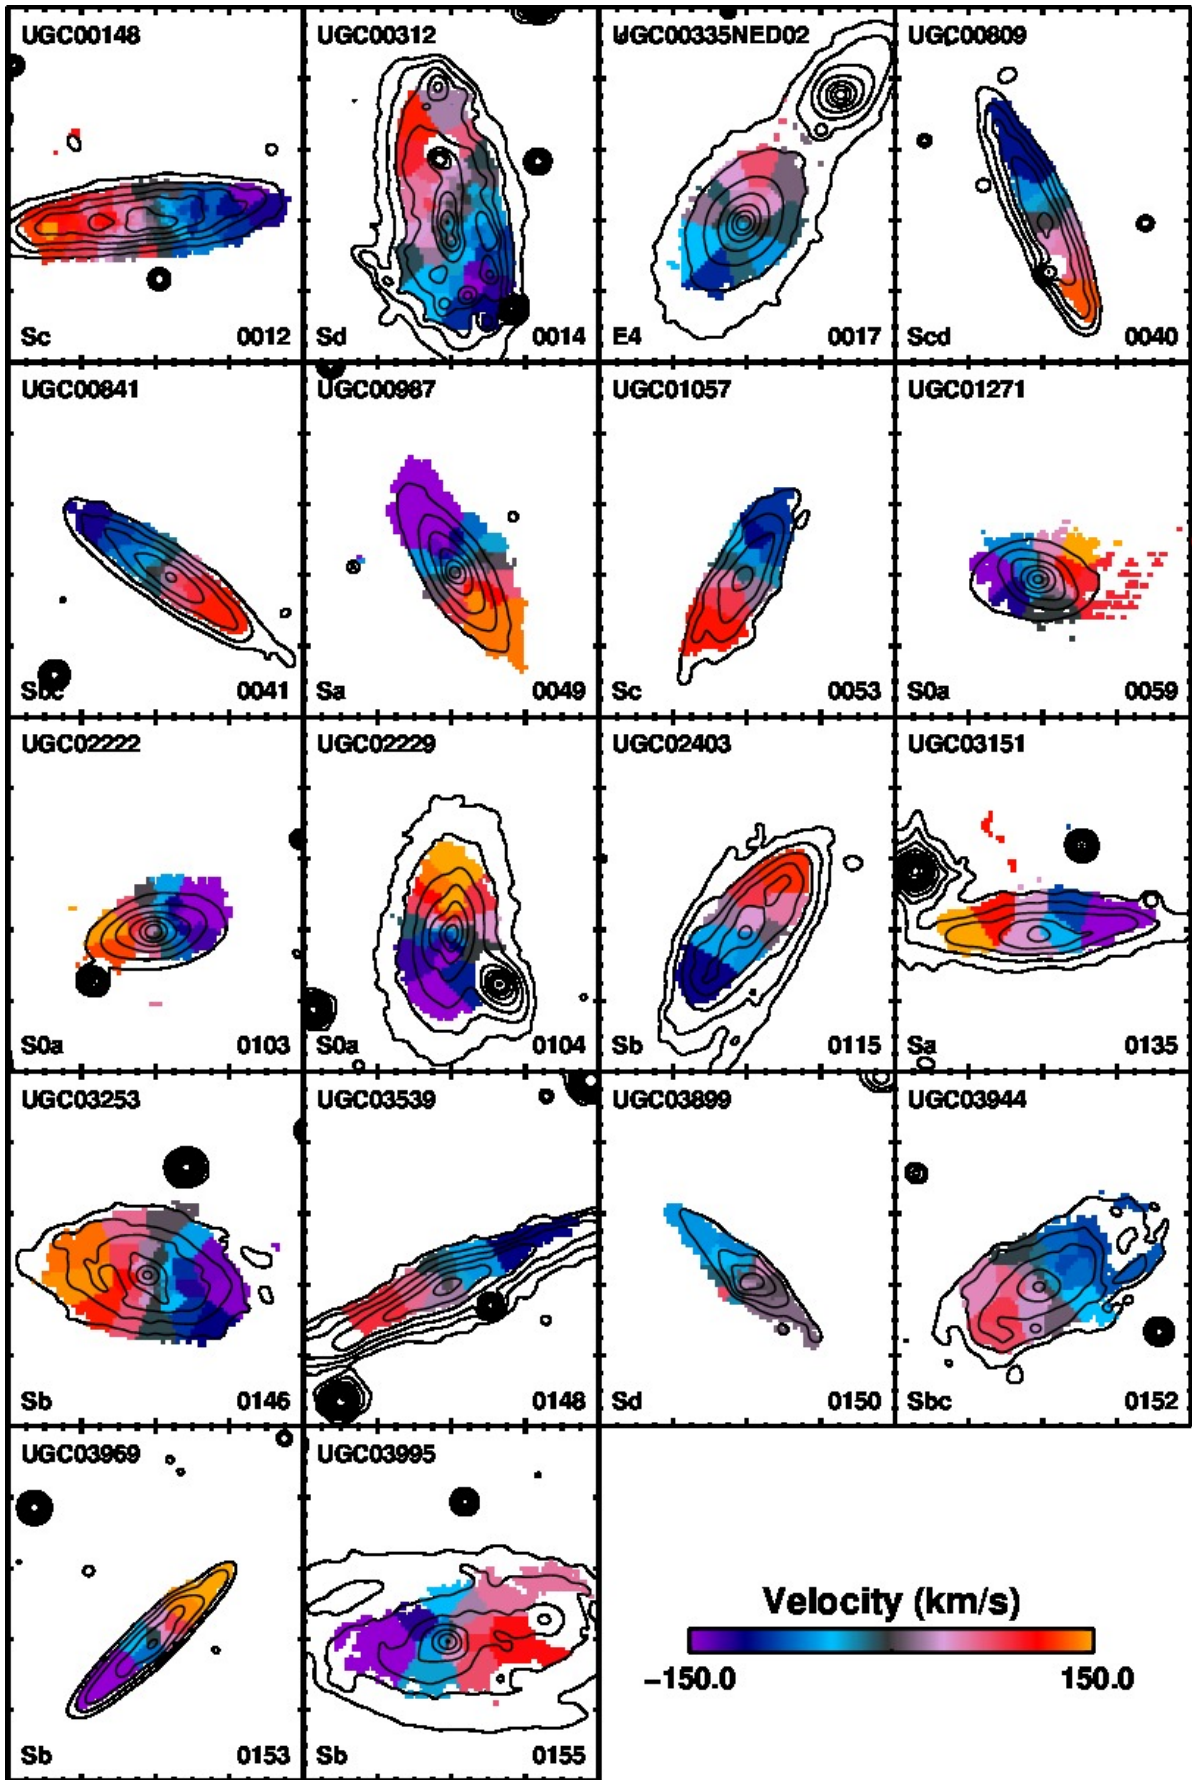 UGC00148
UGC00312
UGC00335NED02
UGC00809
Sc 0012
Sd 0014
E4 0017
Scd 0040
UGC00841
UGC00987
UGC01057
UGC01271
Sbc 0041
Sa 0049
Sc 0053
S0a 0059
UGC02222
UGC02229
UGC02403
UGC03151
S0a 0103
S0a 0104
Sb 0115
Sa 0135
UGC03253
UGC03539
UGC03899
UGC03944
Sb 0146
0148
Sd 0150
Sbc 0152
UGC03969
UGC03995
Sb 0153
Sb 0155
Velocity (km/s)
−150.0 150.0